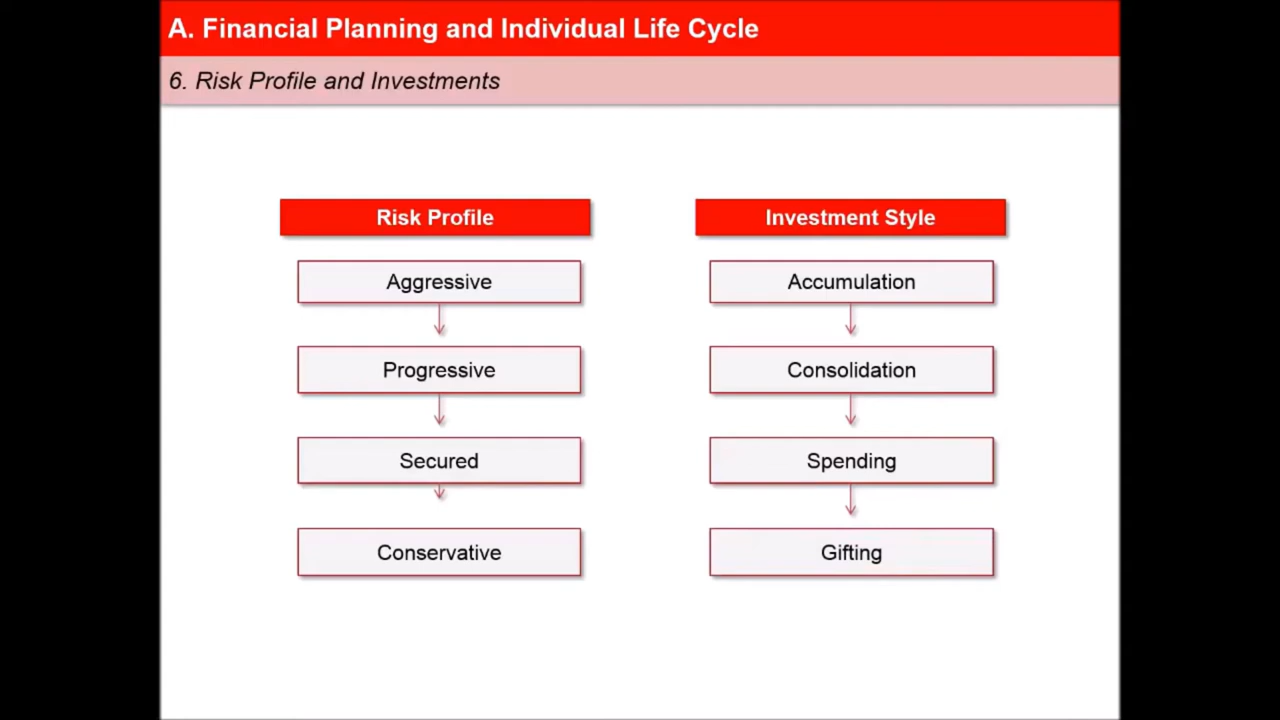 A. Financial Planning and Individual Life Cycle
6. Risk Profile and Investments
Risk Profile
Aggressive
Progressive
Secured
Conservative
Investment Style
Accumulation
Consolidation
Spending
Gifting